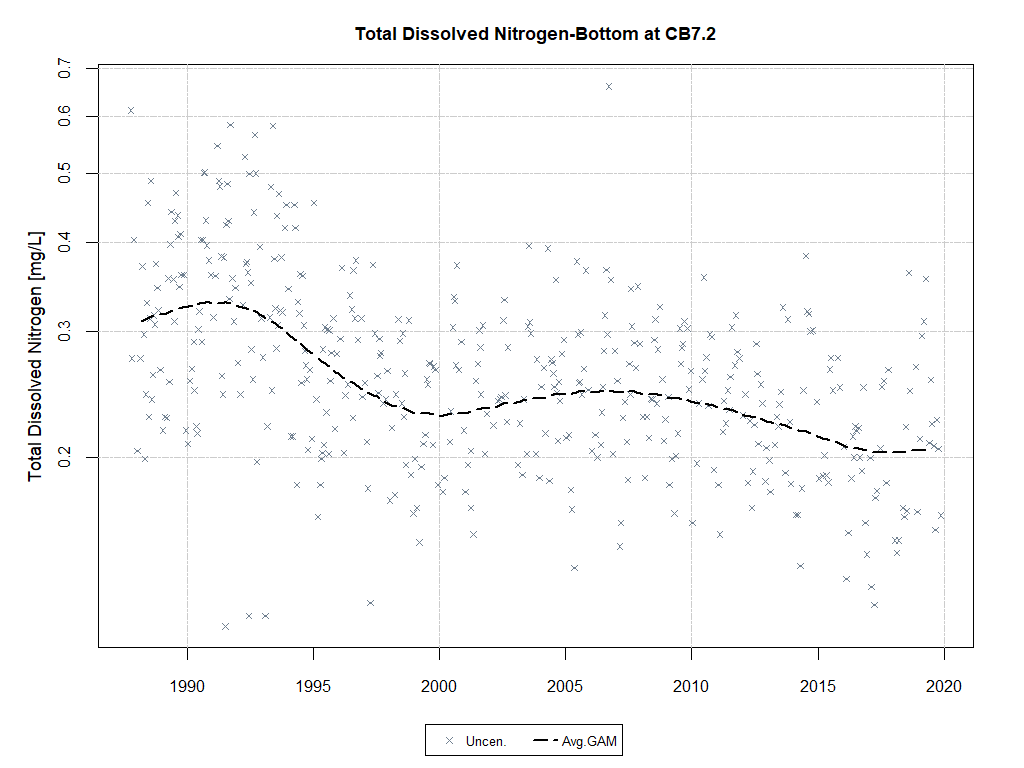 Total Dissolved Nitrogen-Bottom at CB7.2
Total Dissolved Nitrogen [mg/L]
0.7
0.6
0.5
0.4
0.3
0.2
1990 1995 2000 2005 2010 2015 2020
Uncen. Avg.GAM